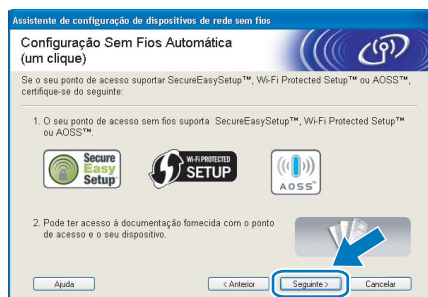 Assistente de configuração de dispositivos de rede sem fios
Configuração Sem Fios Automática
(um clique)
Se o seu ponto de acesso suportar SecureEasySetup™, Wi-Fi Protected Setup™ ou AOSS™,
certifique-se do seguinte:
1. O seu ponto de acesso sem fios suporta SecureEasySetup™, Wi-Fi Protected Setup™
ou AOSS™.
Secure
Easy
Setup
WI-FI PROTECTED
SETUP
AOSS™
2. Pode ter acesso à documentação fornecida com o ponto
de acesso e o seu dispositivo.
Ajuda
< Anterior
Seguinte >
Cancelar